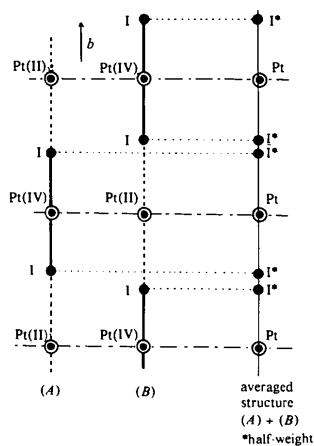 I I*
b
Pt(II) Pt(IV) Pt
I I*
I I*
Pt(IV) Pt(II) Pt
I I*
I I*
Pt(II) Pt(IV) Pt
(A) (B) averaged
structure
(A) + (B)
*half-weight